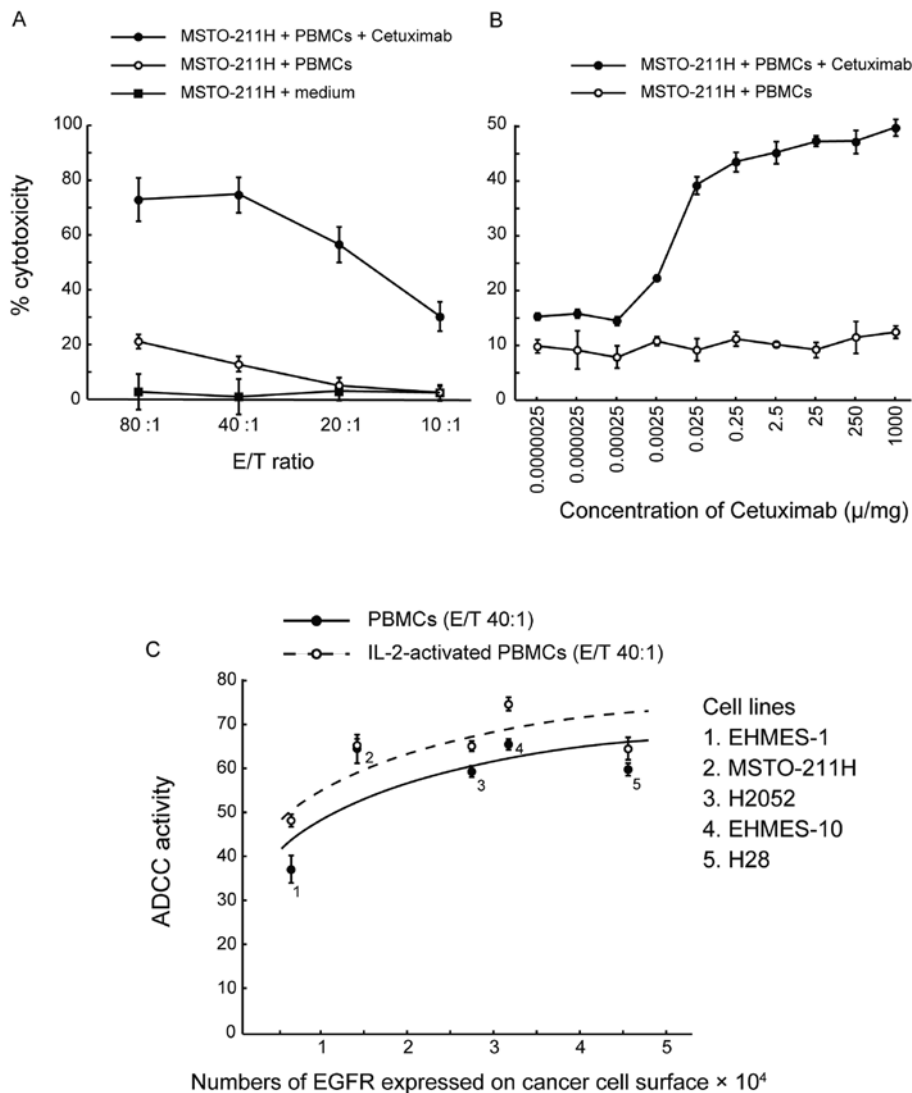 A
MSTO-211H + PBMCs + Cetuximab
MSTO-211H + PBMCs
MSTO-211H + medium
% cytotoxicity
100
80
60
40
20
0
80 :1
40 :1
20 :1
10 :1
E/T ratio
B
MSTO-211H + PBMCs + Cetuximab
MSTO-211H + PBMCs
50
40
30
20
10
0
0.0000025
0.000025
0.00025
0.0025
0.025
0.25
2.5
25
250
1000
Concentration of Cetuximab (µ/mg)
C
PBMCs (E/T 40:1)
IL-2-activated PBMCs (E/T 40:1)
ADCC activity
80
70
60
50
40
30
20
10
0
1
2
3
4
5
1
2
3
4
5
Numbers of EGFR expressed on cancer cell surface × 10⁴
Cell lines
1. EHMES-1
2. MSTO-211H
3. H2052
4. EHMES-10
5. H28